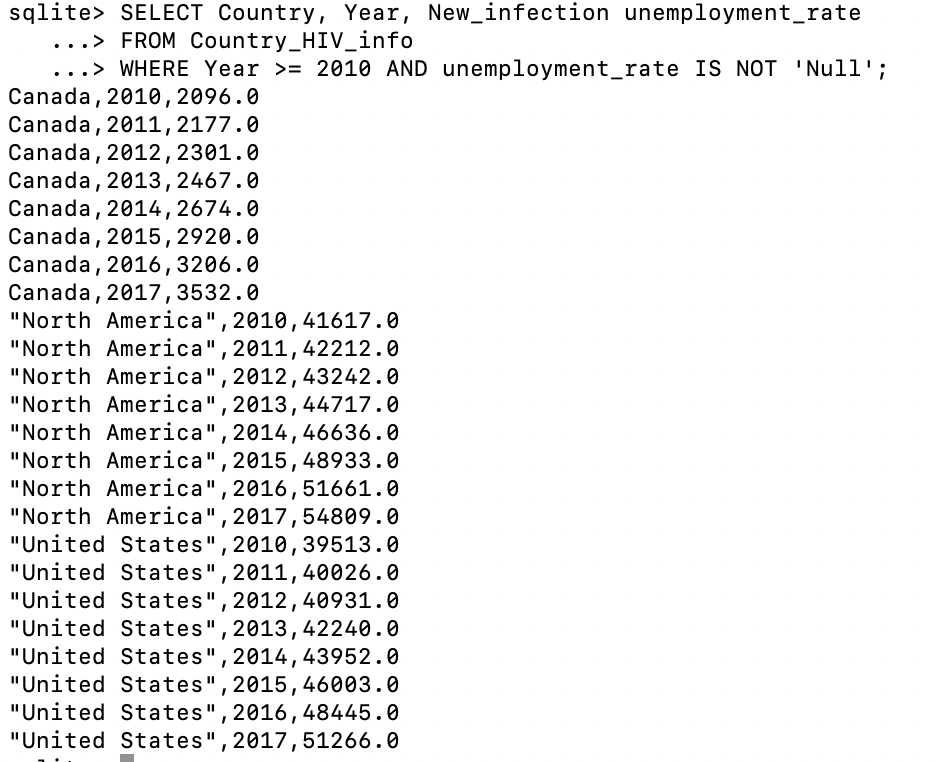 sqlite> SELECT Country, Year, New_infection unemployment_rate
...> FROM Country_HIV_info
...> WHERE Year >= 2010 AND unemployment_rate IS NOT 'Null';
Canada,2010,2096.0
Canada,2011,2177.0
Canada,2012,2301.0
Canada,2013,2467.0
Canada,2014,2674.0
Canada,2015,2920.0
Canada,2016,3206.0
Canada,2017,3532.0
"North America",2010,41617.0
"North America",2011,42212.0
"North America",2012,43242.0
"North America",2013,44717.0
"North America",2014,46636.0
"North America",2015,48933.0
"North America",2016,51661.0
"North America",2017,54809.0
"United States",2010,39513.0
"United States",2011,40026.0
"United States",2012,40931.0
"United States",2013,42240.0
"United States",2014,43952.0
"United States",2015,46003.0
"United States",2016,48445.0
"United States",2017,51266.0